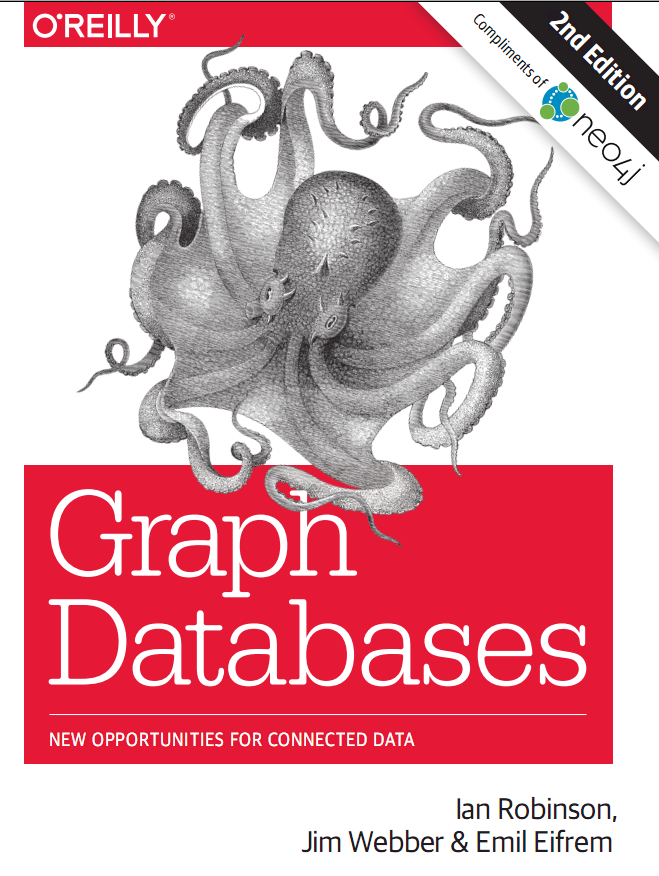 O'REILLY®
2nd Edition
Compliments of
neo4j
Graph
Databases
NEW OPPORTUNITIES FOR CONNECTED DATA
Ian Robinson,
Jim Webber & Emil Eifrem